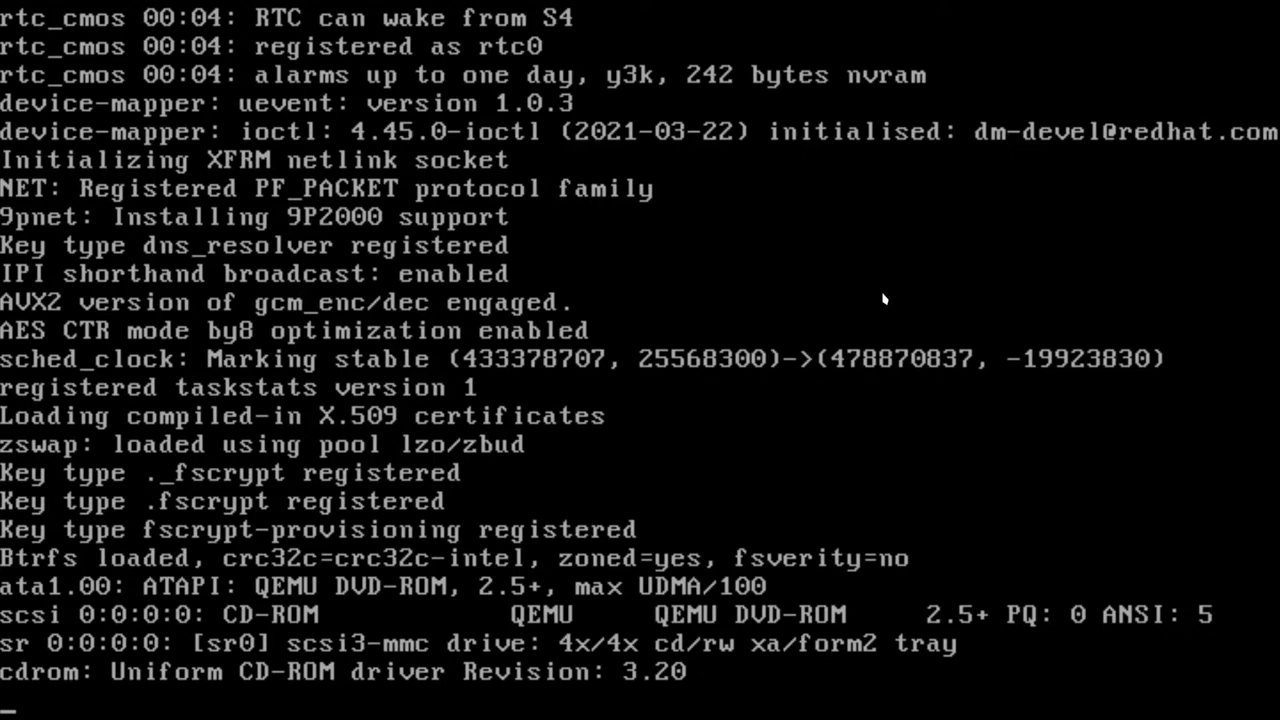 rtc_cmos 00:04: RTC can wake from S4
rtc_cmos 00:04: registered as rtc0
rtc_cmos 00:04: alarms up to one day, y3k, 242 bytes nvram
device-mapper: uevent: version 1.0.3
device-mapper: ioctl: 4.45.0-ioctl (2021-03-22) initialised: dm-devel@redhat.com
Initializing XFRM netlink socket
NET: Registered PF_PACKET protocol family
9pnet: Installing 9P2000 support
Key type dns_resolver registered
IPI shorthand broadcast: enabled
AVX2 version of gcm_enc/dec engaged.
AES CTR mode by8 optimization enabled
sched_clock: Marking stable (433378707, 25568300)->(478870837, -19923830)
registered taskstats version 1
Loading compiled-in X.509 certificates
zswap: loaded using pool lzo/zbud
Key type ._fscrypt registered
Key type .fscrypt registered
Key type fscrypt-provisioning registered
Btrfs loaded, crc32c=crc32c-intel, zoned=yes, fsverity=no
ata1.00: ATAPI: QEMU DVD-ROM, 2.5+, max UDMA/100
scsi 0:0:0:0: CD-ROM            QEMU     QEMU DVD-ROM     2.5+ PQ: 0 ANSI: 5
sr 0:0:0:0: [sr0] scsi3-mmc drive: 4x/4x cd/rw xa/form2 tray
cdrom: Uniform CD-ROM driver Revision: 3.20